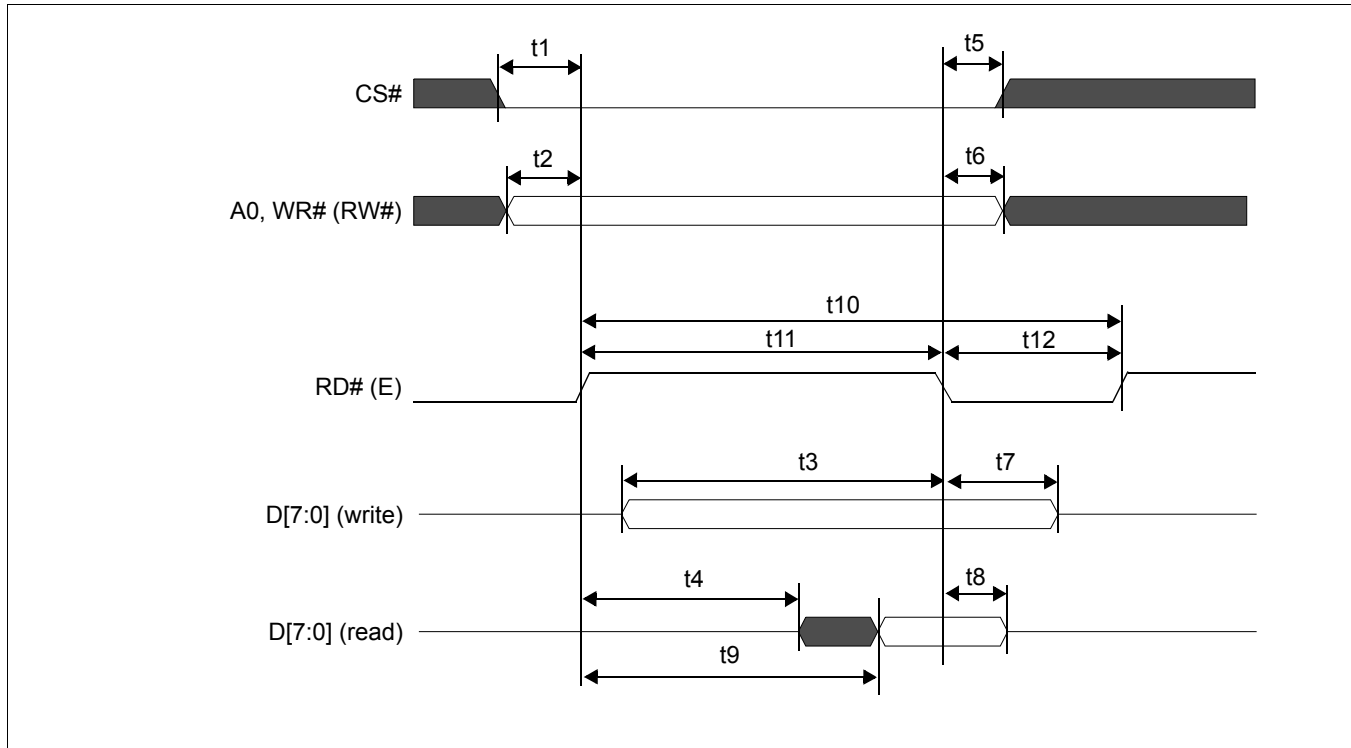 t1
t5
CS#
t2
t6
A0, WR# (RW#)
t10
t11
t12
RD# (E)
t3
t7
D[7:0] (write)
t4
t8
D[7:0] (read)
t9